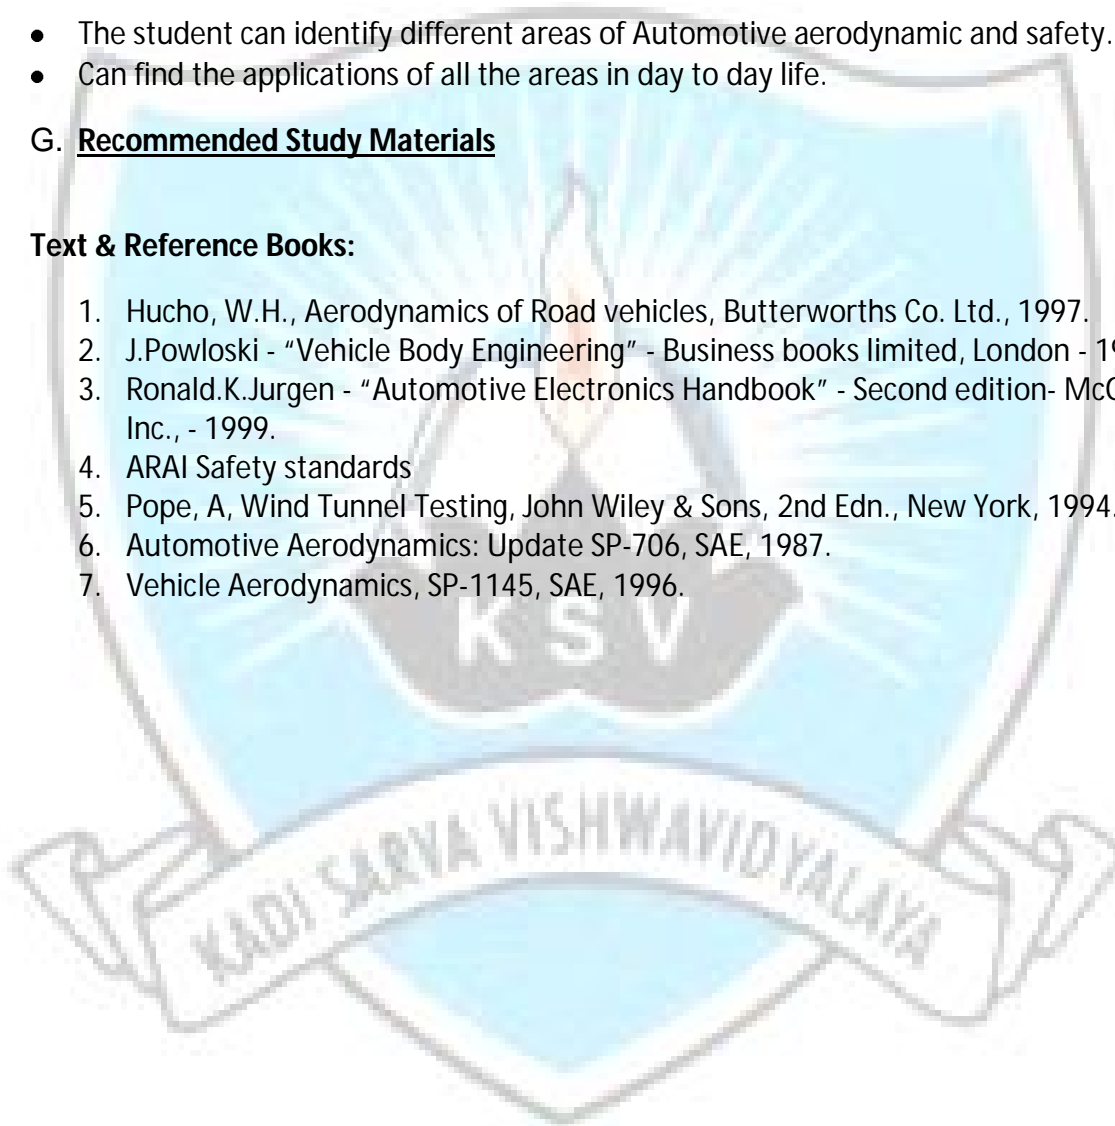 • The student can identify different areas of Automotive aerodynamic and safety.
• Can find the applications of all the areas in day to day life.
G. Recommended Study Materials
Text & Reference Books:
1. Hucho, W.H., Aerodynamics of Road vehicles, Butterworths Co. Ltd., 1997.
2. J.Powloski - “Vehicle Body Engineering” - Business books limited, London -
3. Ronald.K.Jurgen - “Automotive Electronics Handbook” - Second edition-
Inc., - 1999.
4. ARAI Safety standards
5. Pope, A, Wind Tunnel Testing, John Wiley & Sons, 2nd Edn., New York, 1994.
6. Automotive Aerodynamics: Update SP-706, SAE, 1987.
7. Vehicle Aerodynamics, SP-1145, SAE, 1996.
KSV
KADI SARVA VISHWAVIDYALAYA